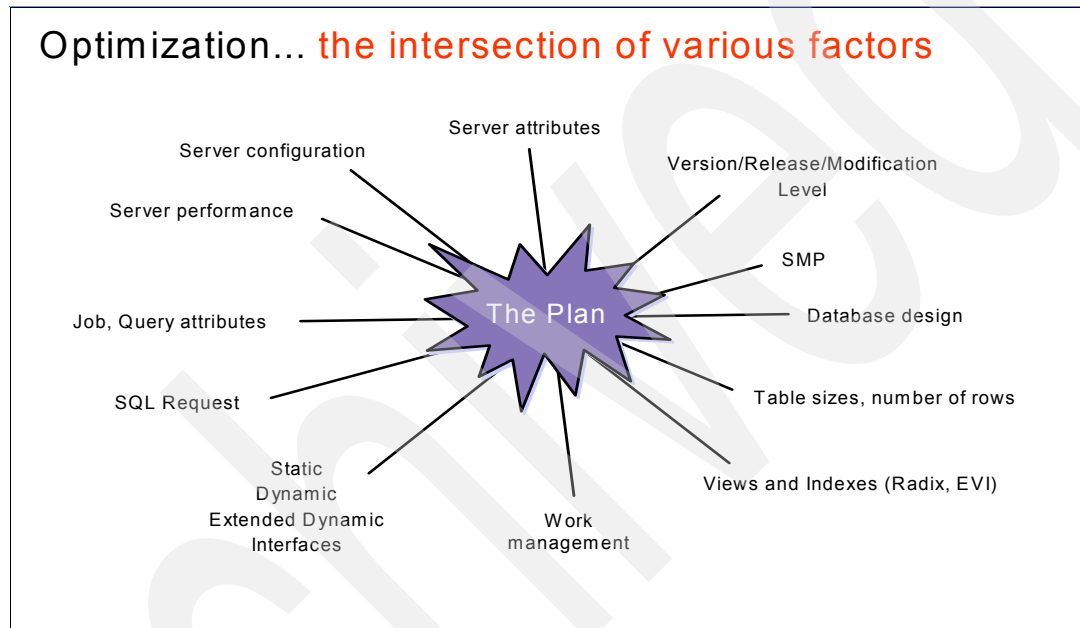 Optimization... the intersection of various factors
Server attributes
Server configuration
Version/Release/Modification
Level
Server performance
SMP
The Plan
Job, Query attributes
Database design
SQL Request
Table sizes, number of rows
Static
Dynamic
Extended Dynamic
Interfaces
Views and Indexes (Radix, EVI)
Work
management